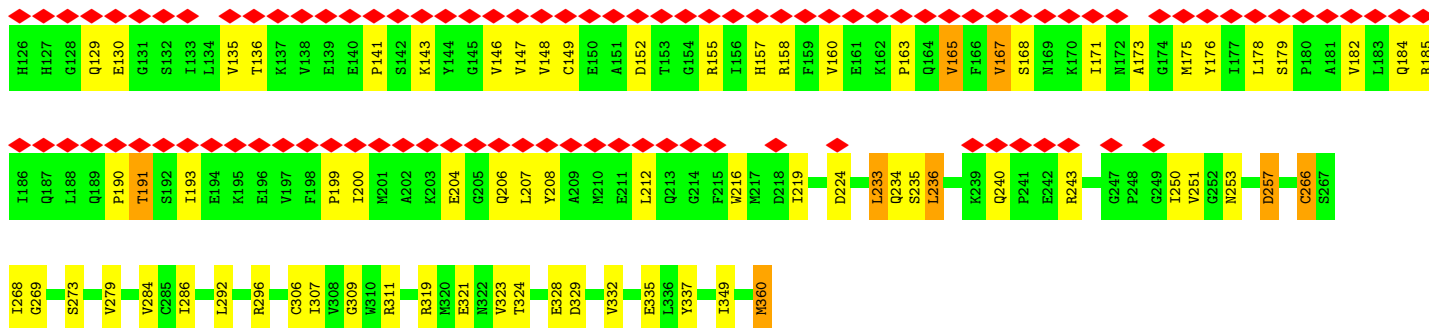 H126 H127 G128 Q129 E130 G131 S132 I133 L134 V135 T136 K137 V138 E139 E140 P141 S142 K143 Y144 G145 V146 V147 V148 C149 E150 A151 D152 T153 G154 R155 I156 H157 R158 F159 V160 E161 K162 P163 Q164 V165 F166 V167 S168 N169 K170 I171 N172 A173 G174 M175 Y176 I177 L178 S179 P180 A181 V182 L183 Q184 R185
I186 Q187 L188 Q189 P190 T191 S192 I193 E194 K195 E196 V197 F198 P199 I200 M201 A202 K203 E204 G205 Q206 L207 Y208 A209 M210 E211 L212 Q213 G214 F215 W216 M217 D218 I219 D224 L233 Q234 S235 L236 K239 Q240 P241 E242 R243 G247 P248 G249 I250 V251 G252 N253 D257 C266 S267
I268 G269 S273 V279 V284 C285 I286 L292 R296 C306 I307 V308 G309 W310 R311 R319 M320 E321 N322 V323 T324 E328 D329 V332 E335 L336 Y337 I349 M360